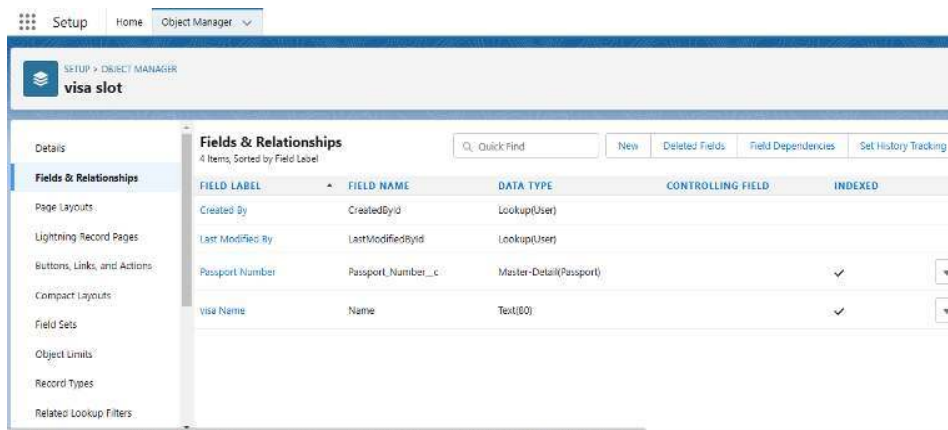 Setup Home Object Manager
SETUP > OBJECT MANAGER
visa slot
Details
Fields & Relationships
Page Layouts
Lightning Record Pages
Buttons, Links, and Actions
Compact Layouts
Field Sets
Object Limits
Record Types
Related Lookup Filters
Fields & Relationships
4 Items, Sorted by Field Label
Quick Find New Deleted Fields Field Dependencies Set History Tracking
FIELD LABEL FIELD NAME DATA TYPE CONTROLLING FIELD INDEXED
Created By CreatedById Lookup(User)
Last Modified By LastModifiedById Lookup(User)
Passport Number Passport_Number__c Master-Detail(Passport)
visa Name Name Text(80)